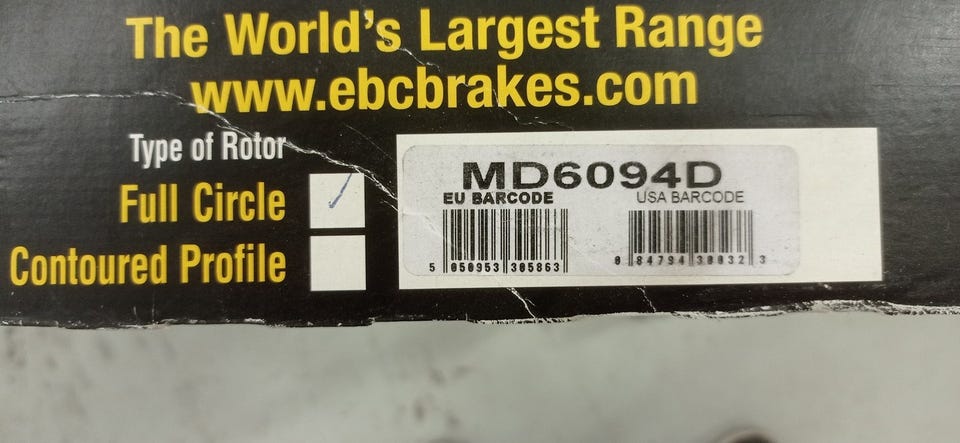 The World's Largest Range
www.ebcbrakes.com
Type of Rotor
Full Circle
Contoured Profile
MD6094D
EU BARCODE
USA BARCODE
5 050953 305863
0 84794 30032 3